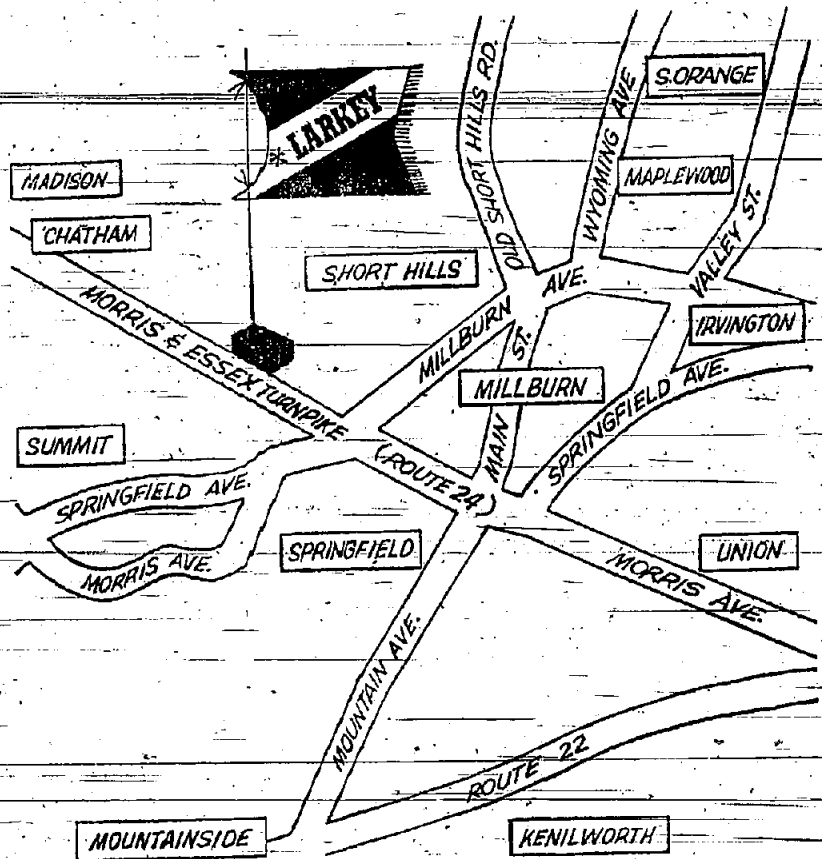 * LARKEY
OLD SHORT HILLS RD.
WYOMING AVE
S.ORANGE
MADISON
MAPLEWOOD
VALLEY ST.
CHATHAM
SHORT HILLS
MILLBURN AVE.
IRVINGTON
MORRIS & ESSEX TURNPIKE (ROUTE 24)
MAIN ST.
MILLBURN
SPRINGFIELD AVE.
SUMMIT
SPRINGFIELD AVE.
MORRIS AVE.
SPRINGFIELD
UNION
MORRIS AVE.
MOUNTAIN AVE.
ROUTE 22
MOUNTAINSIDE
KENILWORTH